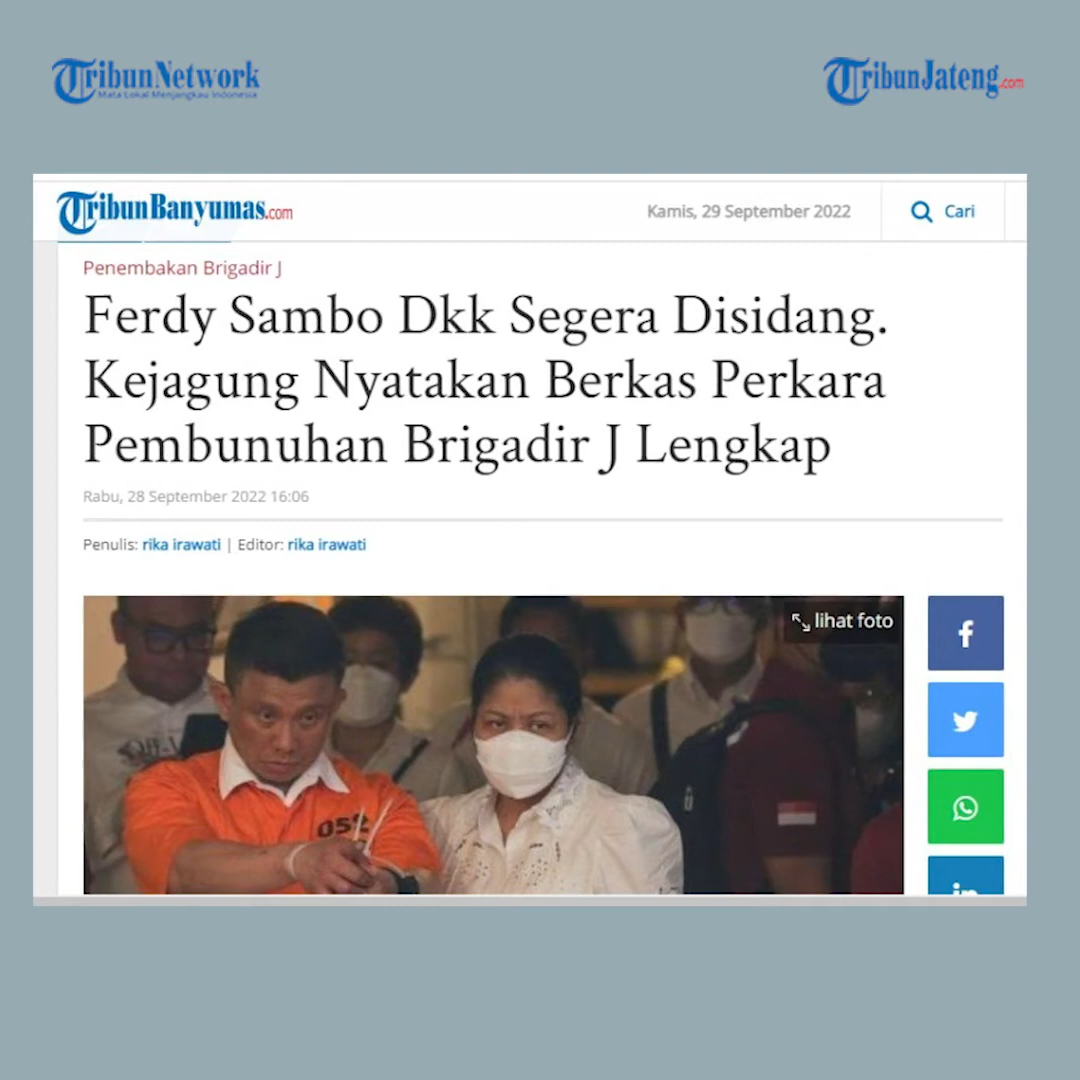 TribunNetwork
Mata Lokal Menjangkau Indonesia
TribunJateng.com
TribunBanyumas.com
Kamis, 29 September 2022
Cari
Penembakan Brigadir J
Ferdy Sambo Dkk Segera Disidang.
Kejagung Nyatakan Berkas Perkara
Pembunuhan Brigadir J Lengkap
Rabu, 28 September 2022 16:06
Penulis: rika irawati | Editor: rika irawati
lihat foto
f
in